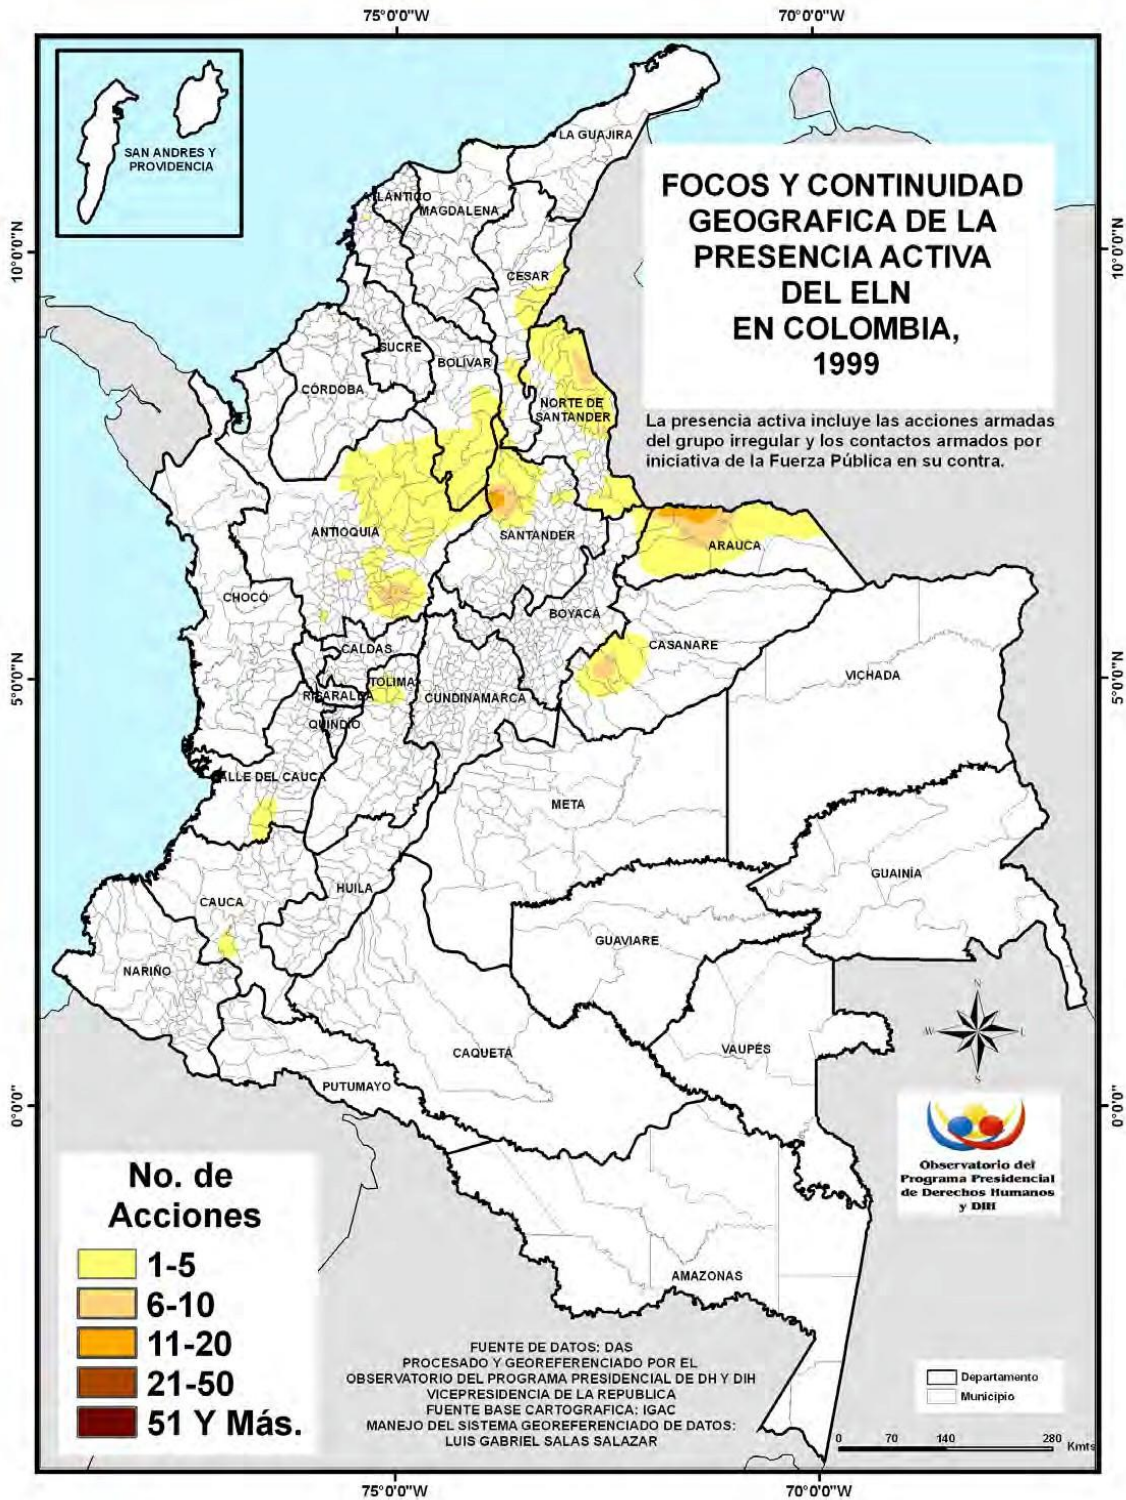 75°0'0"W
70°0'0"W
SAN ANDRES Y
PROVIDENCIA
LA GUAJIRA
FOCOS Y CONTINUIDAD
GEOGRAFICA DE LA
PRESENCIA ACTIVA
DEL ELN
EN COLOMBIA,
1999
La presencia activa incluye las acciones armadas
del grupo irregular y los contactos armados por
iniciativa de la Fuerza Pública en su contra.
ATLÁNTICO
MAGDALENA
10°0'0"N
10°0'0"N
CESAR
SUCRE
BOLÍVAR
CÓRDOBA
NORTE DE
SANTANDER
ANTIOQUIA
SANTANDER
ARAUCA
CHOCÓ
BOYACÁ
CALDAS
CASANARE
5°0'0"N
5°0'0"N
VICHADA
TOLIMA
RISARALDA
CUNDINAMARCA
QUINDIO
ALLE DEL CAUCA
META
HUILA
GUAINÍA
CAUCA
GUAVIARE
NARIÑO
N
W
L
S
CAQUETÁ
VAUPÉS
PUTUMAYO
0°0'0"
0°0'0"
Observatorio del
Programa Presidencial
de Derechos Humanos
y DIH
No. de
Acciones
1-5
6-10
11-20
21-50
51 Y Más.
AMAZONAS
FUENTE DE DATOS: DAS
PROCESADO Y GEOREFERENCIADO POR EL
OBSERVATORIO DEL PROGRAMA PRESIDENCIAL DE DH Y DIH
VICEPRESIDENCIA DE LA REPUBLICA
FUENTE BASE CARTOGRAFICA: IGAC
MANEJO DEL SISTEMA GEOREFERENCIADO DE DATOS:
LUIS GABRIEL SALAS SALAZAR
Departamento
Municipio
0 70 140 280
Kmts
75°0'0"W
70°0'0"W